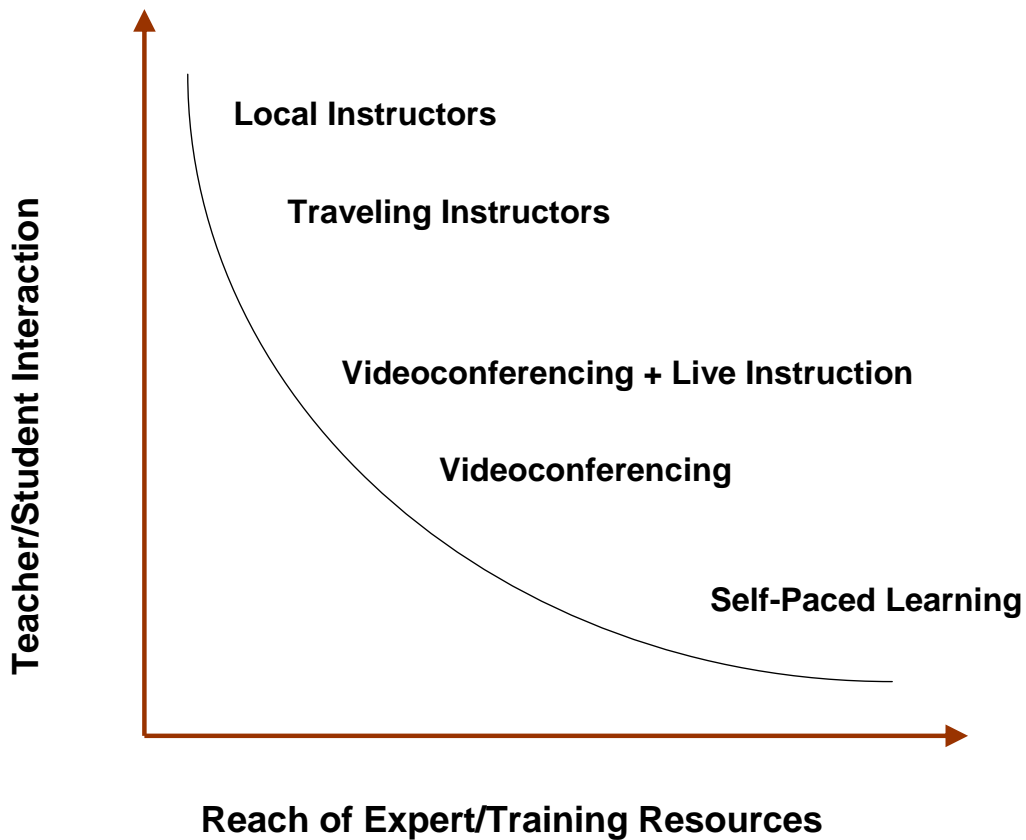 Teacher/Student Interaction
Local Instructors
Traveling Instructors
Videoconferencing + Live Instruction
Videoconferencing
Self-Paced Learning
Reach of Expert/Training Resources